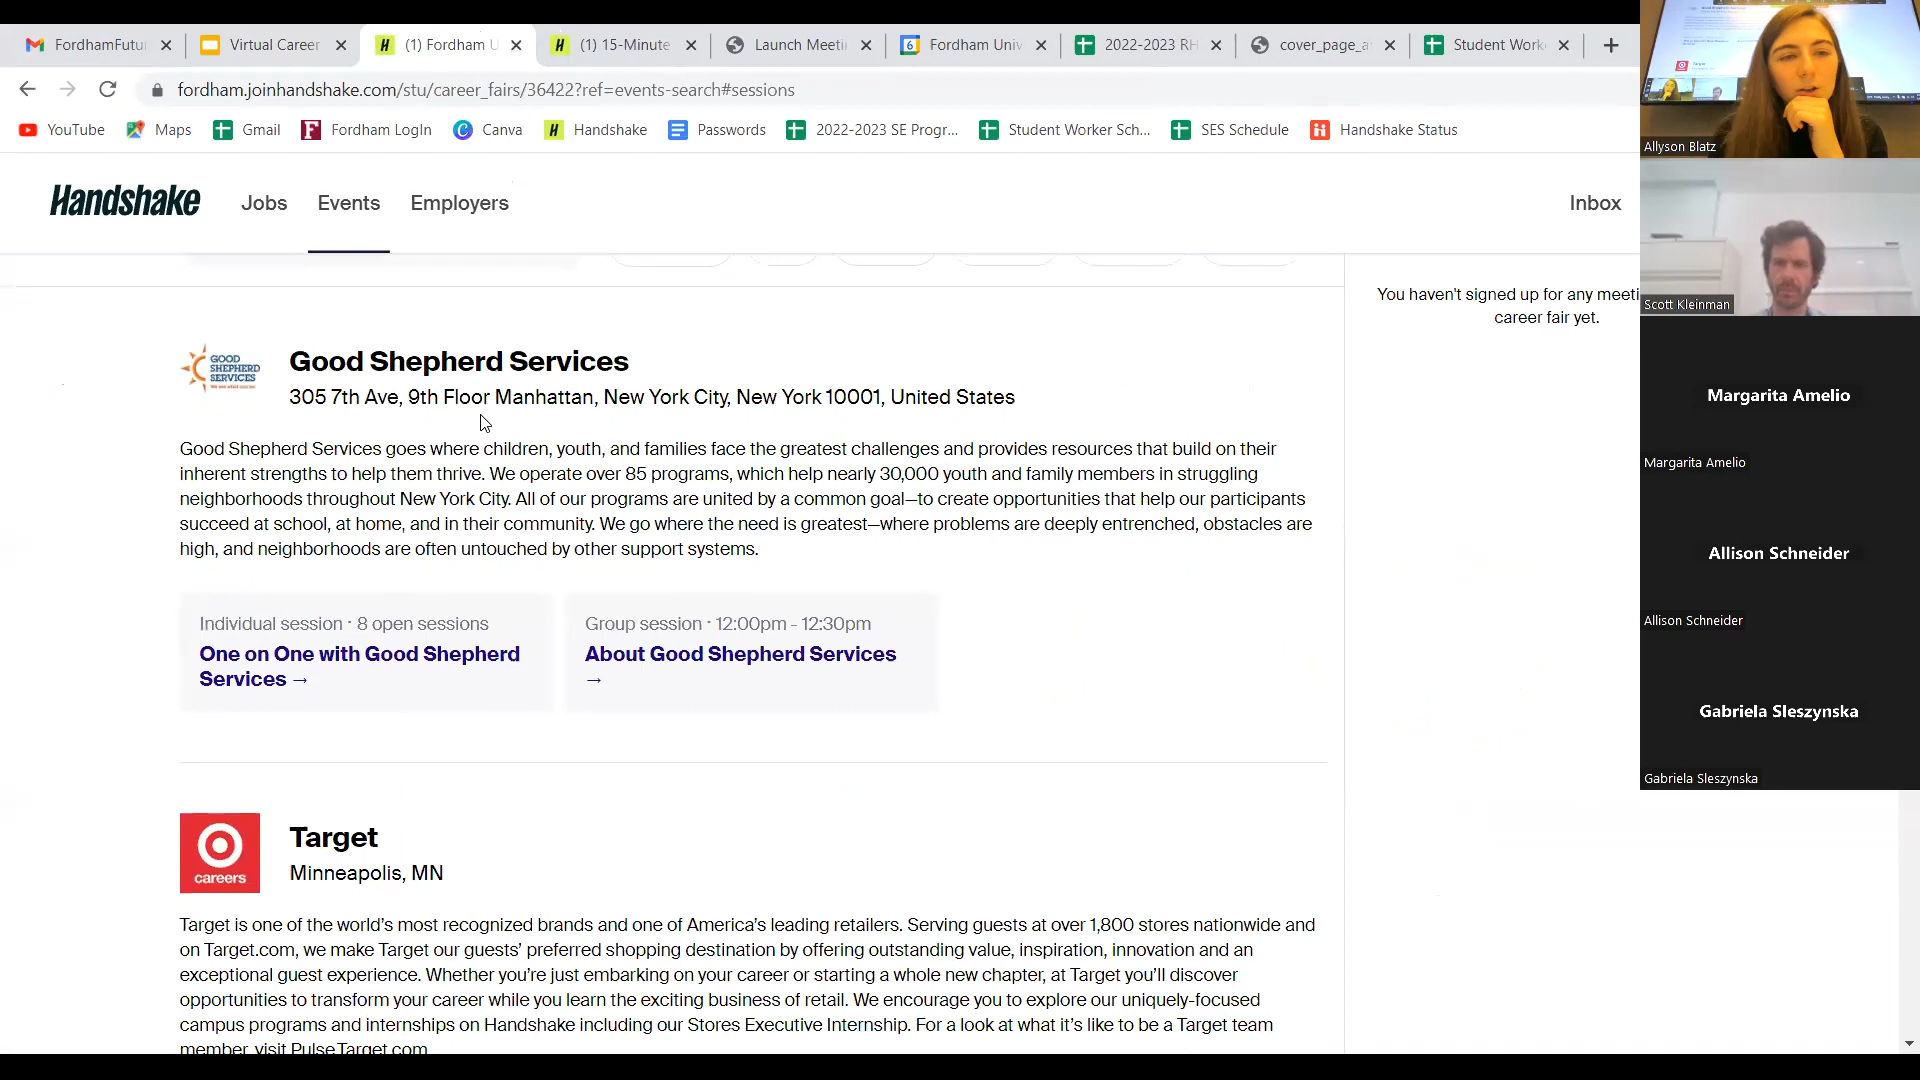 FordhamFutu
Virtual Career
(1) Fordham U
(1) 15-Minute
Launch Meeti
Fordham Univ
2022-2023 RH
cover_page_a
Student Work
fordham.joinhandshake.com/stu/career_fairs/36422?ref=events-search#sessions
YouTube
Maps
Gmail
Fordham LogIn
Canva
Handshake
Passwords
2022-2023 SE Progr...
Student Worker Sch...
SES Schedule
Handshake Status
Handshake
Jobs
Events
Employers
Inbox
You haven't signed up for any meeti
career fair yet.
GOOD
SHEPHERD
SERVICES
Good Shepherd Services
305 7th Ave, 9th Floor Manhattan, New York City, New York 10001, United States
Good Shepherd Services goes where children, youth, and families face the greatest challenges and provides resources that build on their
inherent strengths to help them thrive. We operate over 85 programs, which help nearly 30,000 youth and family members in struggling
neighborhoods throughout New York City. All of our programs are united by a common goal—to create opportunities that help our participants
succeed at school, at home, and in their community. We go where the need is greatest—where problems are deeply entrenched, obstacles are
high, and neighborhoods are often untouched by other support systems.
Individual session · 8 open sessions
One on One with Good Shepherd
Services →
Group session · 12:00pm - 12:30pm
About Good Shepherd Services
→
careers
Target
Minneapolis, MN
Target is one of the world's most recognized brands and one of America's leading retailers. Serving guests at over 1,800 stores nationwide and
on Target.com, we make Target our guests' preferred shopping destination by offering outstanding value, inspiration, innovation and an
exceptional guest experience. Whether you're just embarking on your career or starting a whole new chapter, at Target you'll discover
opportunities to transform your career while you learn the exciting business of retail. We encourage you to explore our uniquely-focused
campus programs and internships on Handshake including our Stores Executive Internship. For a look at what it's like to be a Target team
member, visit PulseTarget.com
Allyson Blatz
Scott Kleinman
Margarita Amelio
Margarita Amelio
Allison Schneider
Allison Schneider
Gabriela Sleszynska
Gabriela Sleszynska